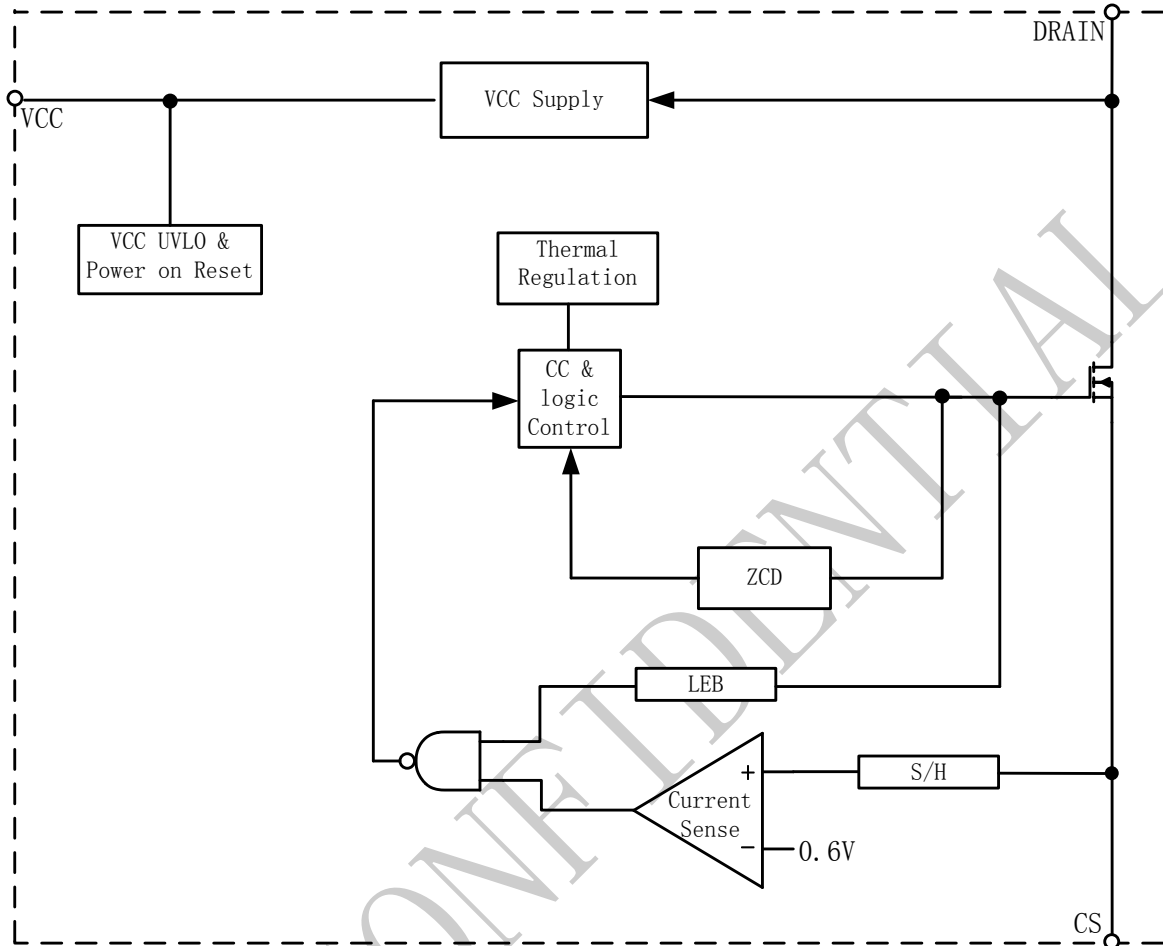 DRAIN
VCC Supply
VCC
VCC UVLO &
Power on Reset
Thermal
Regulation
CC &
logic
Control
ZCD
LEB
S/H
+
Current
Sense
-
0.6V
CS
ONFIDENTIAL